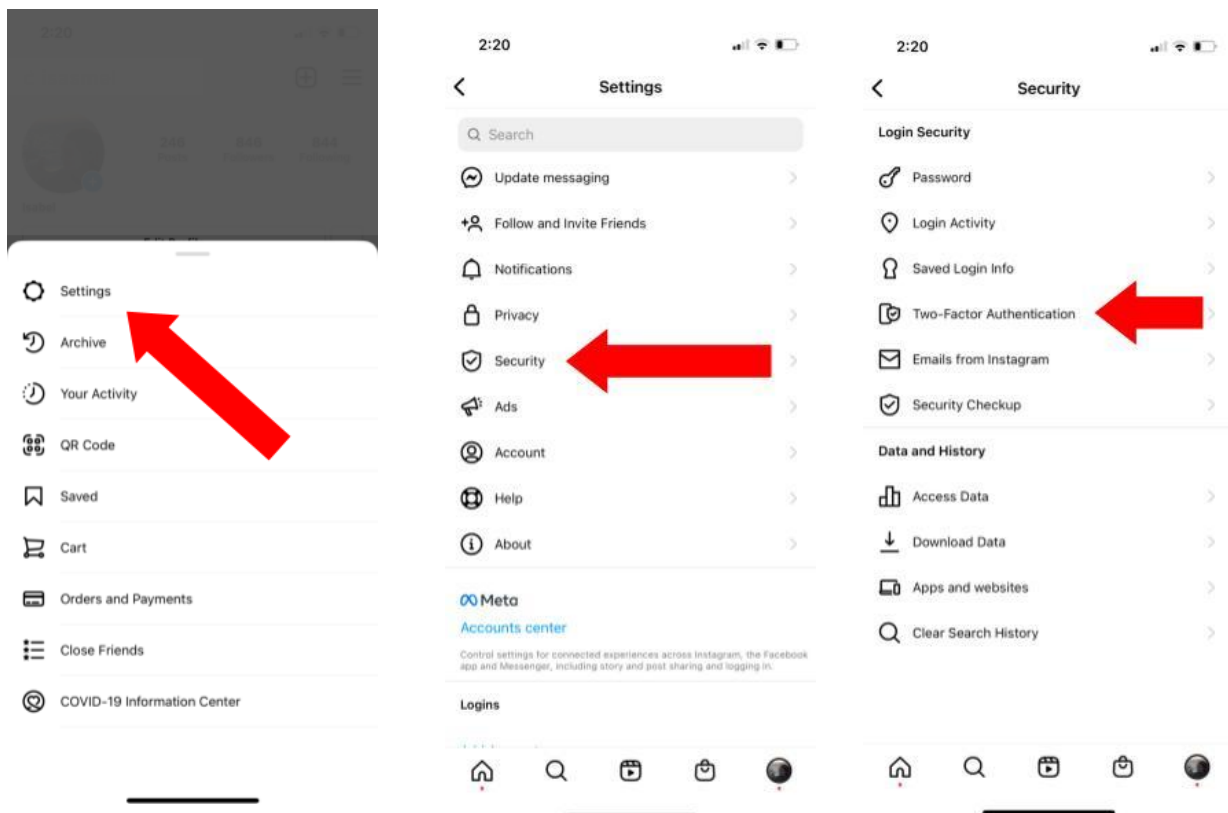 2:20
Settings
Archive
Your Activity
QR Code
Saved
Cart
Orders and Payments
Close Friends
COVID-19 Information Center
2:20
Settings
Search
Update messaging
Follow and Invite Friends
Notifications
Privacy
Security
Ads
Account
Help
About
Meta
Accounts center
Control settings for connected experiences across Instagram, the Facebook
app and Messenger, including story and post sharing and logging in.
Logins
2:20
Security
Login Security
Password
Login Activity
Saved Login Info
Two-Factor Authentication
Emails from Instagram
Security Checkup
Data and History
Access Data
Download Data
Apps and websites
Clear Search History